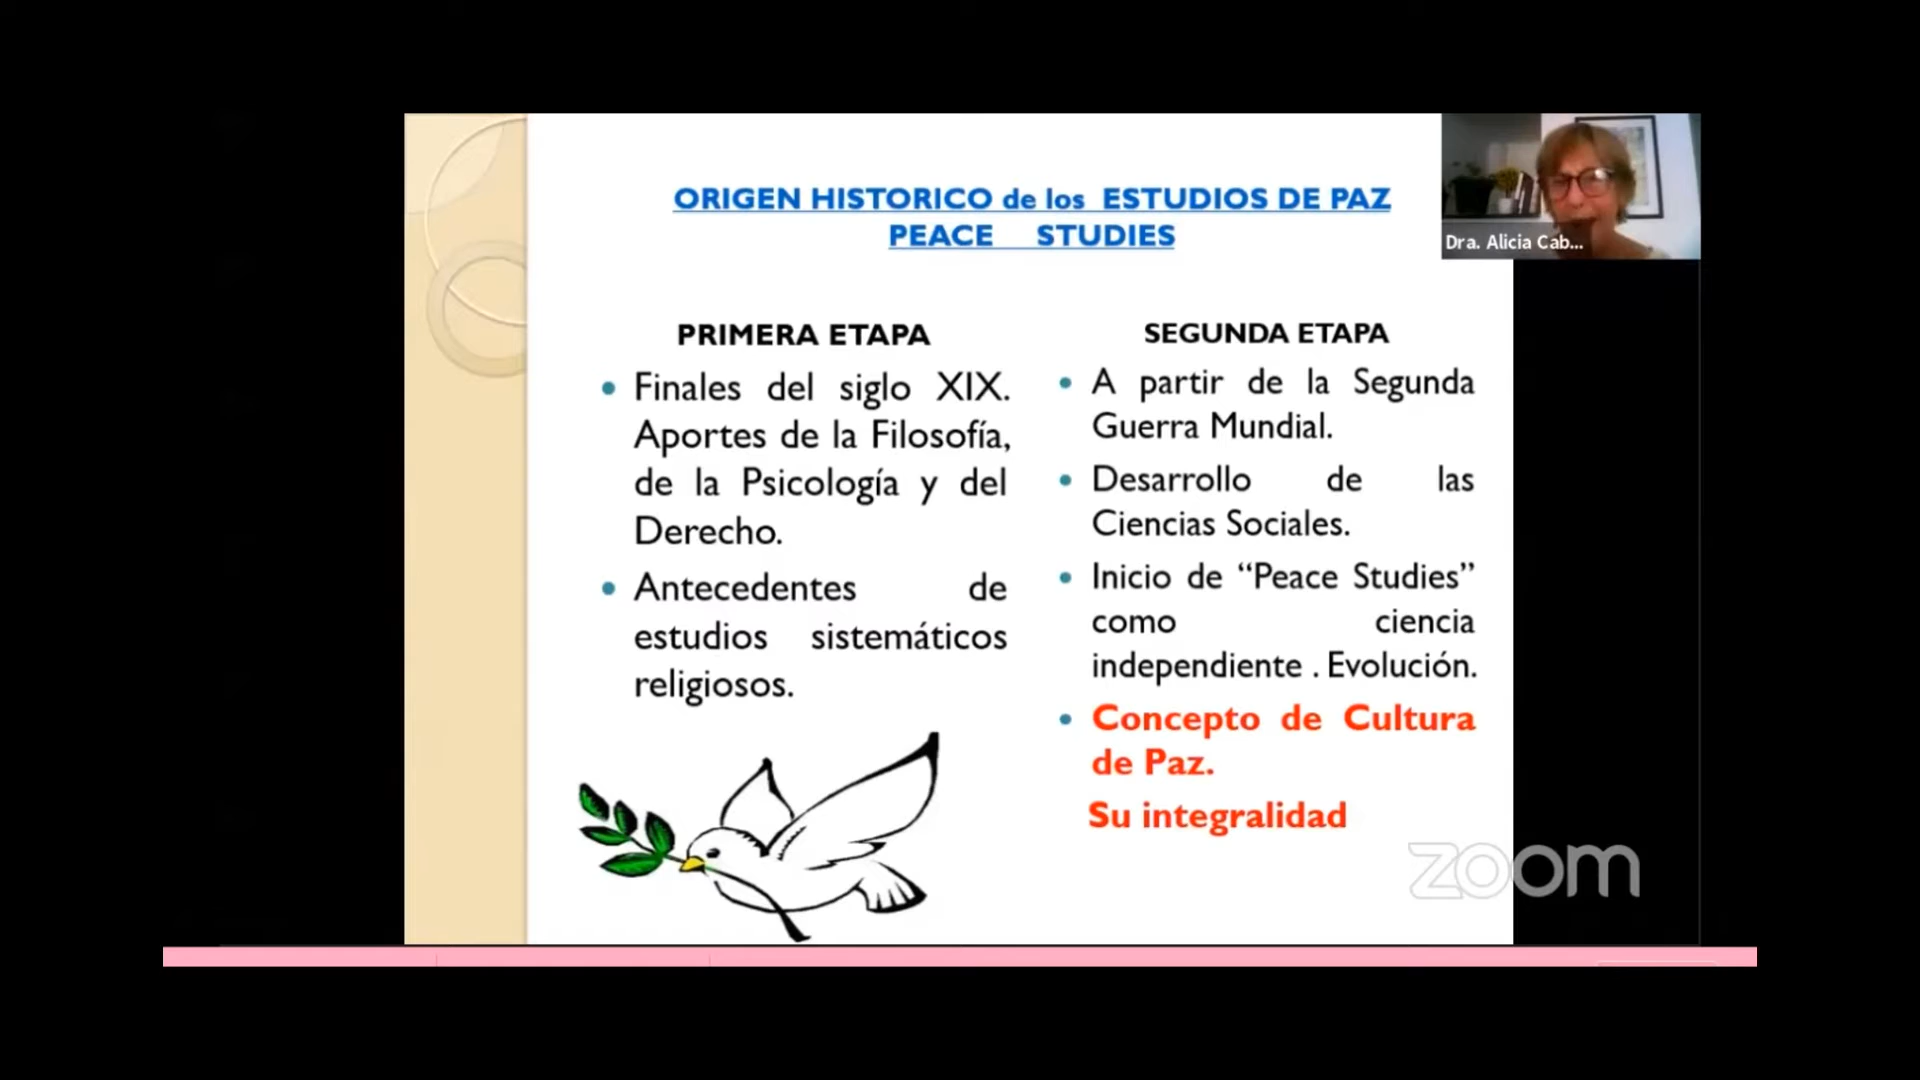 ORIGEN HISTORICO de los ESTUDIOS DE PAZ
PEACE STUDIES
Dra. Alicia Cab...
PRIMERA ETAPA
Finales del siglo XIX.
Aportes de la Filosofía,
de la Psicología y del
Derecho.
Antecedentes de
estudios sistemáticos
religiosos.
SEGUNDA ETAPA
A partir de la Segunda
Guerra Mundial.
Desarrollo de las
Ciencias Sociales.
Inicio de “Peace Studies”
como ciencia
independiente . Evolución.
Concepto de Cultura
de Paz.
Su integralidad
zoom